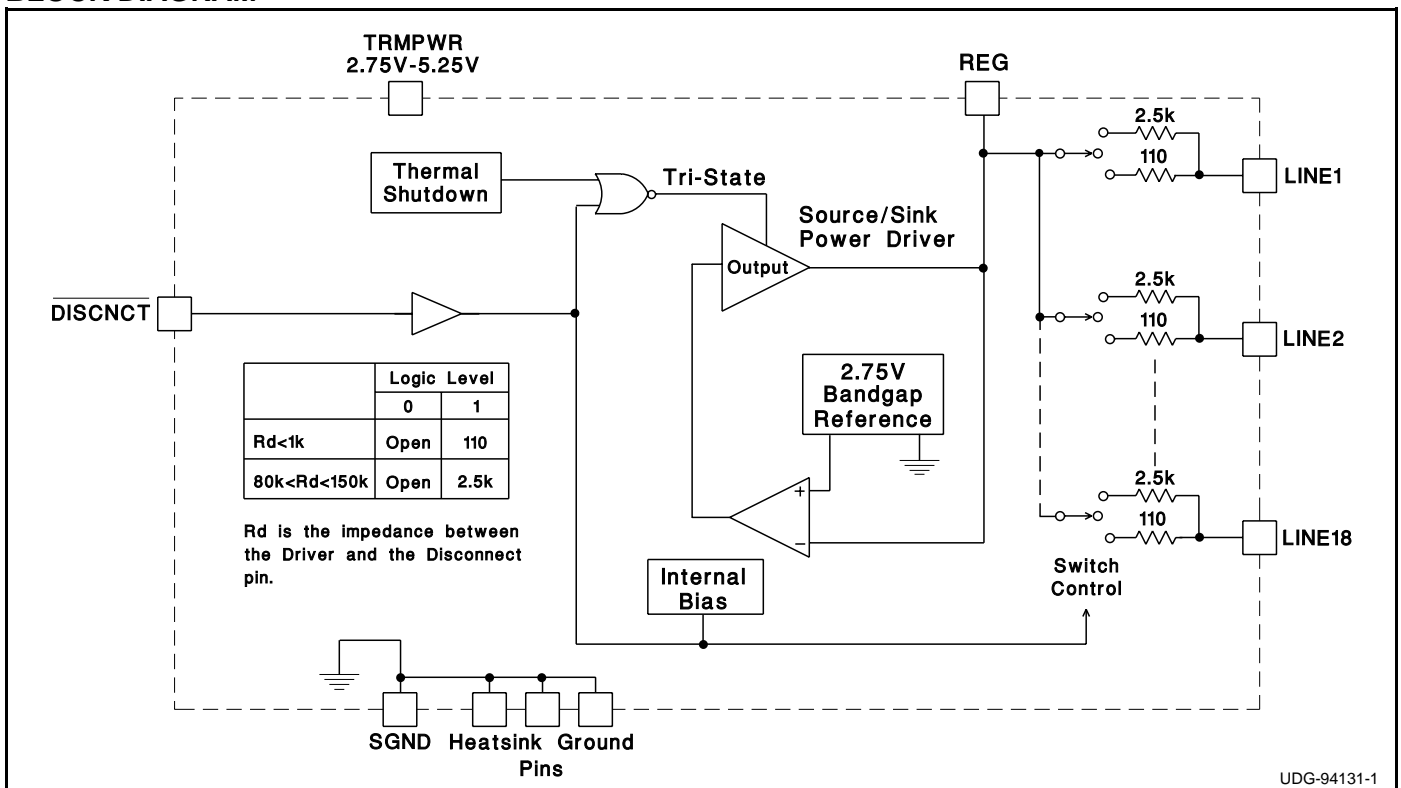 TRMPWR
2.75V-5.25V
REG
2.5k
110
LINE1
Thermal
Shutdown
Tri-State
Source/Sink
Power Driver
Output
DISCNCT
2.5k
110
LINE2
Logic Level
0 1
Rd<1k Open 110
80k<Rd<150k Open 2.5k
2.75V
Bandgap
Reference
+
−
Rd is the impedance between
the Driver and the Disconnect
pin.
2.5k
110
LINE18
Switch
Control
Internal
Bias
SGND Heatsink Ground
Pins
UDG-94131-1